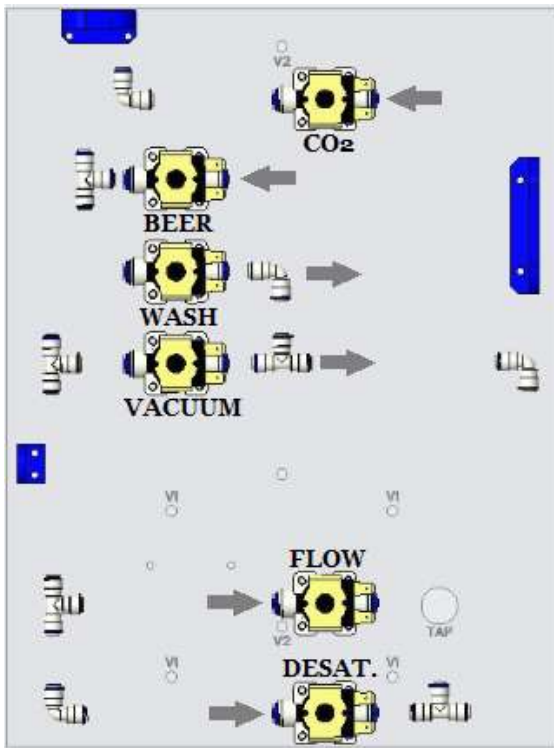 V2
CO2
BEER
WASH
VACUUM
V1 V1
FLOW
TAP
V2
DESAT.
V1 V1